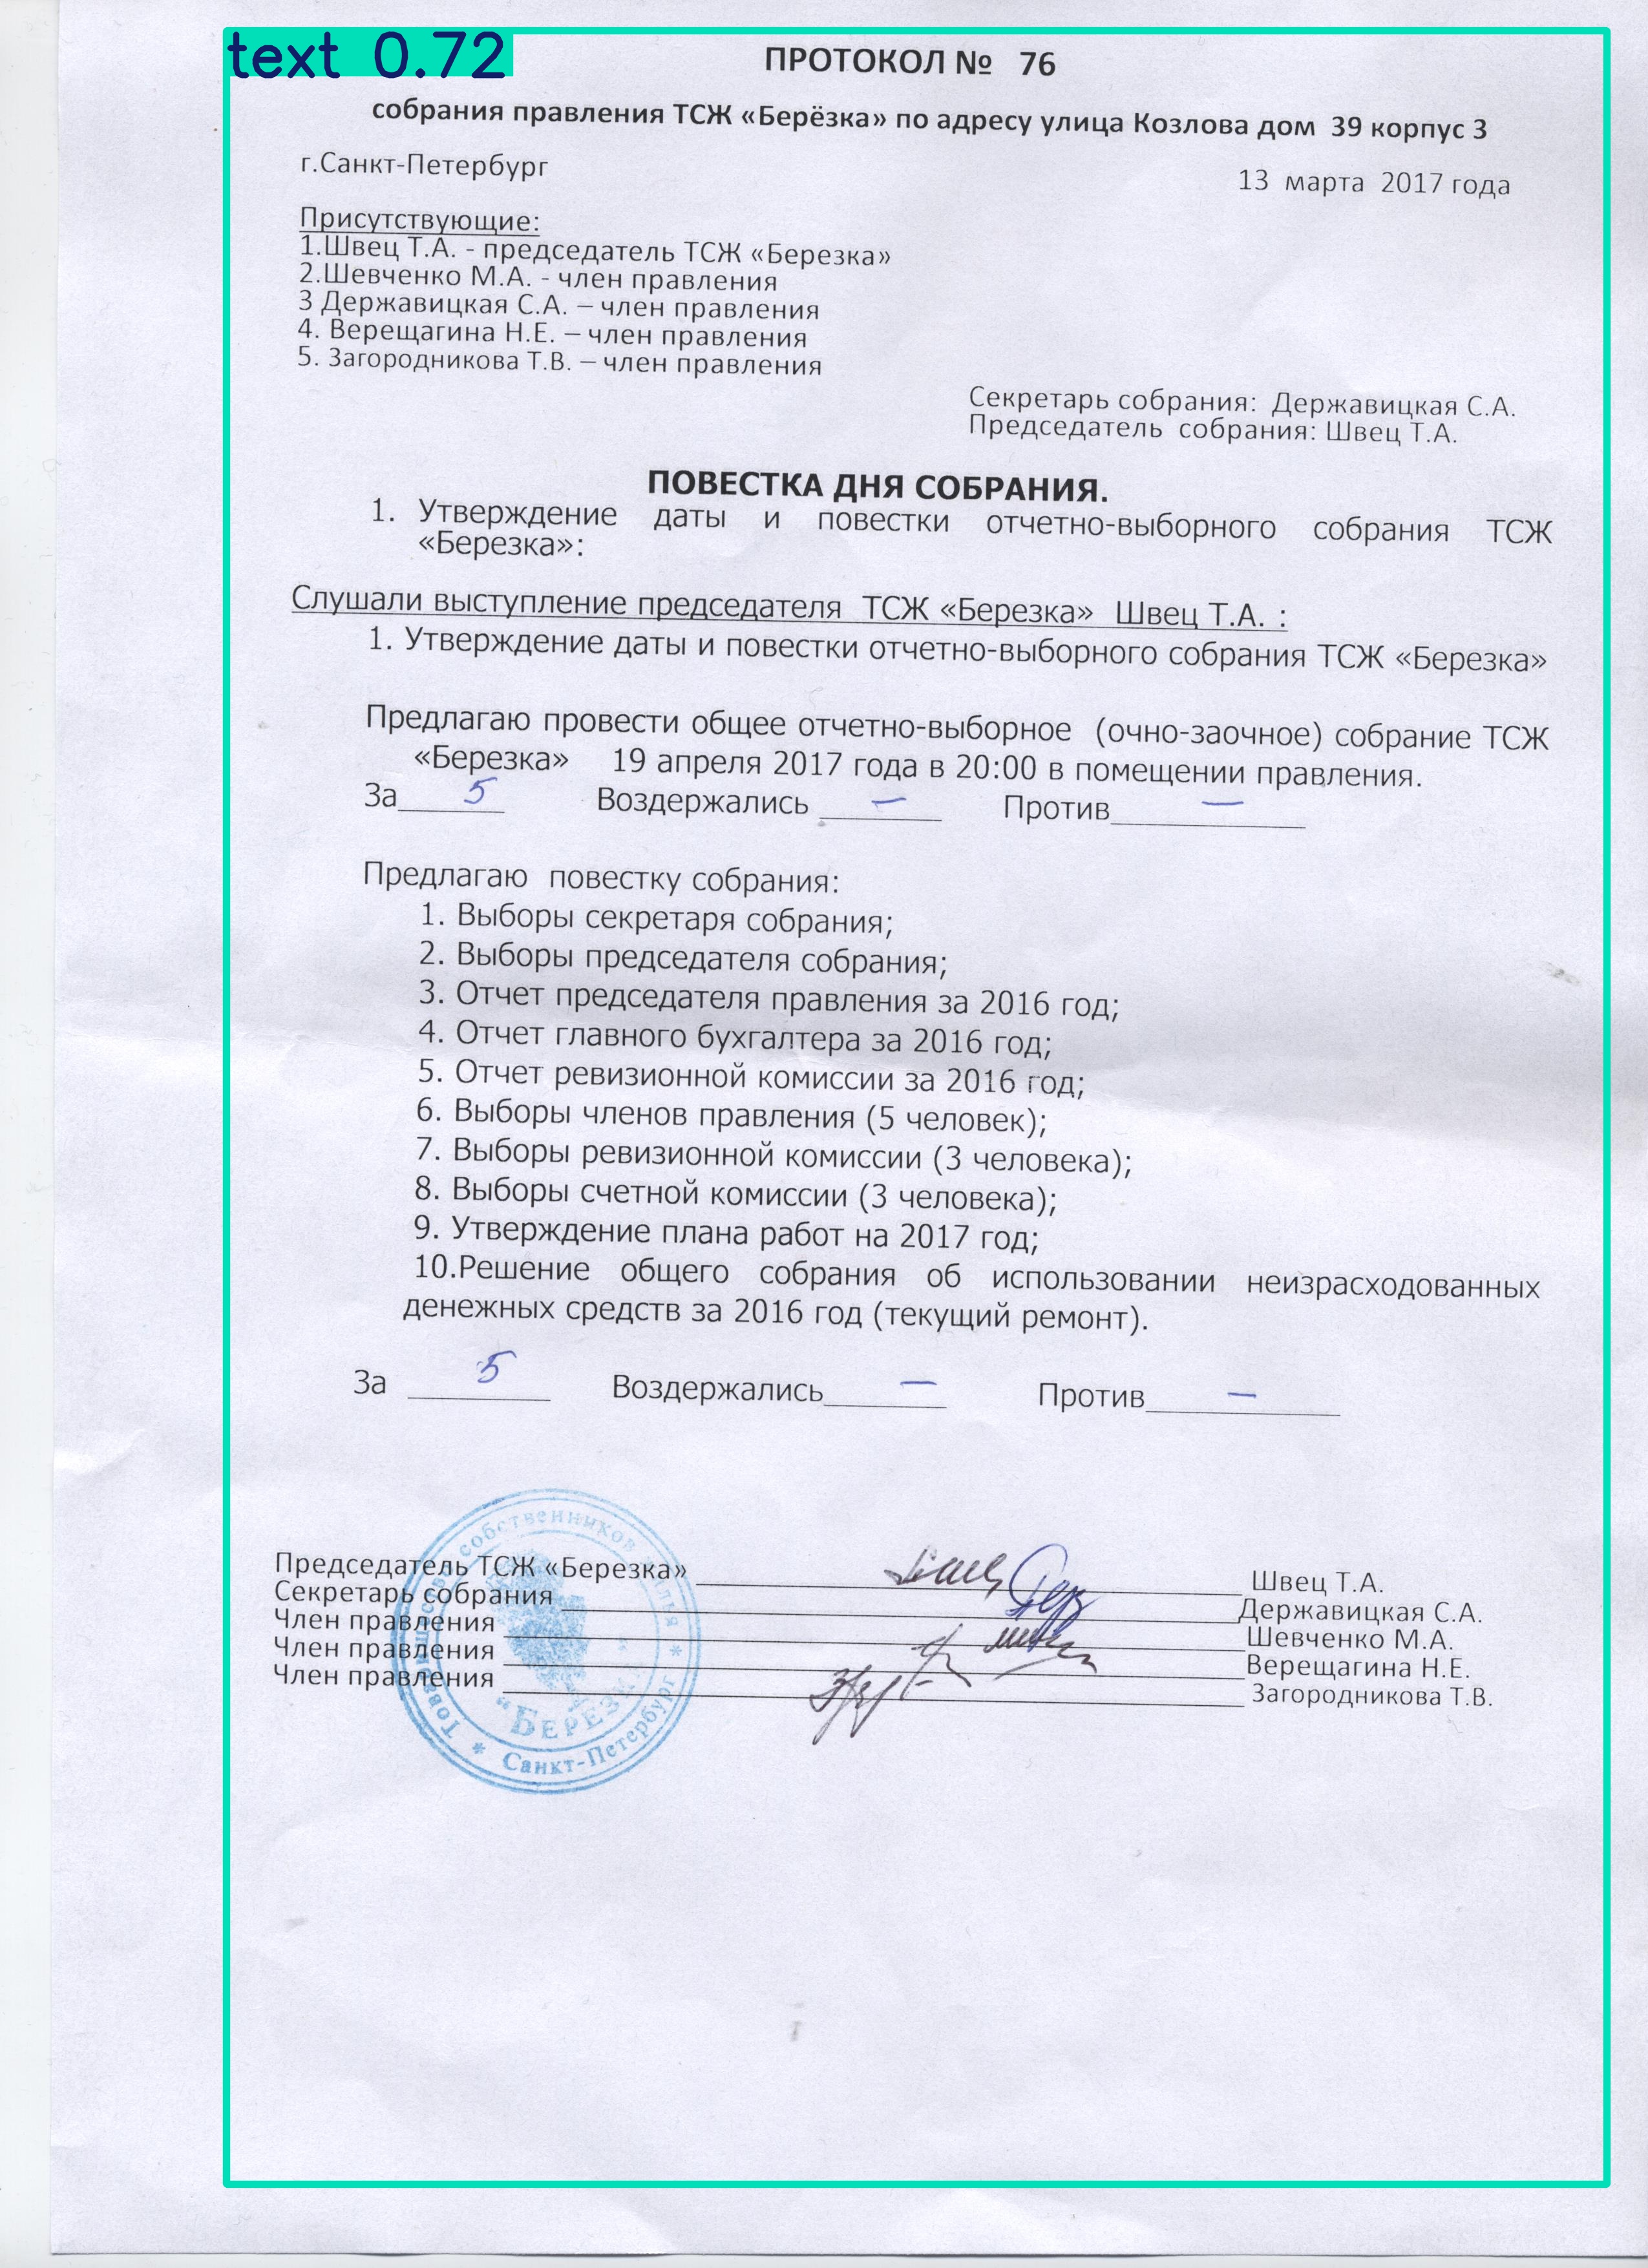 text 0.72
ПРОТОКОЛ № 76
собрания правления ТСЖ «Берёзка» по адресу улица Козлова дом 39 корпус 3
г.Санкт-Петербург
13 марта 2017 года
Присутствующие:
1.Швец Т.А. - председатель ТСЖ «Березка»
2.Шевченко М.А. - член правления
3 Державицкая С.А. – член правления
4. Верещагина Н.Е. – член правления
5. Загородникова Т.В. – член правления
Секретарь собрания: Державицкая С.А.
Председатель собрания: Швец Т.А.
ПОВЕСТКА ДНЯ СОБРАНИЯ.
1. Утверждение даты и повестки отчетно-выборного собрания ТСЖ
«Березка»:
Слушали выступление председателя ТСЖ «Березка» Швец Т.А. :
1. Утверждение даты и повестки отчетно-выборного собрания ТСЖ «Березка»
Предлагаю провести общее отчетно-выборное (очно-заочное) собрание ТСЖ
«Березка» 19 апреля 2017 года в 20:00 в помещении правления.
За 5 Воздержались — Против —
Предлагаю повестку собрания:
1. Выборы секретаря собрания;
2. Выборы председателя собрания;
3. Отчет председателя правления за 2016 год;
4. Отчет главного бухгалтера за 2016 год;
5. Отчет ревизионной комиссии за 2016 год;
6. Выборы членов правления (5 человек);
7. Выборы ревизионной комиссии (3 человека);
8. Выборы счетной комиссии (3 человека);
9. Утверждение плана работ на 2017 год;
10.Решение общего собрания об использовании неизрасходованных
денежных средств за 2016 год (текущий ремонт).
За 5 Воздержались — Против —
Председатель ТСЖ «Березка» Швец Т.А.
Секретарь собрания Державицкая С.А.
Член правления Шевченко М.А.
Член правления Верещагина Н.Е.
Член правления Загородникова Т.В.
Товарищество собственников жилья
Санкт-Петербург